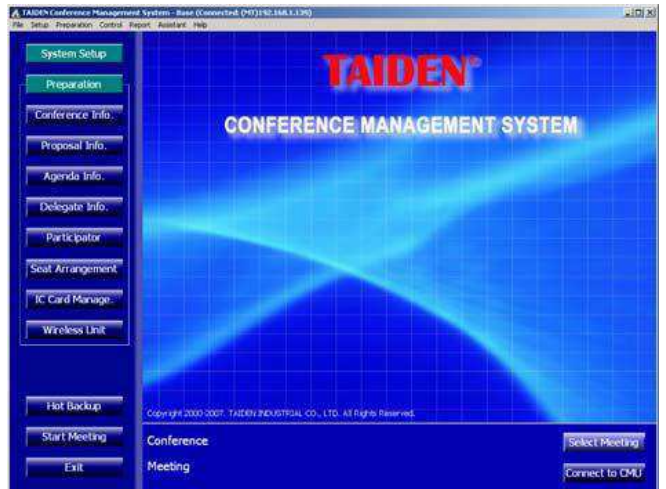 TAIDEN Conference Management System - Base (Connected: (MT)192.168.1.139)
File Setup Preparation Control Report Assistant Help
System Setup
Preparation
Conference Info.
Proposal Info.
Agenda Info.
Delegate Info.
Participator
Seat Arrangement
IC Card Manage.
Wireless Unit
Hot Backup
Start Meeting
Exit
TAIDEN®
CONFERENCE MANAGEMENT SYSTEM
Copyright 2000-2007. TAIDEN INDUSTRIAL CO., LTD. All Rights Reserved.
Conference
Select Meeting
Meeting
Connect to CMU